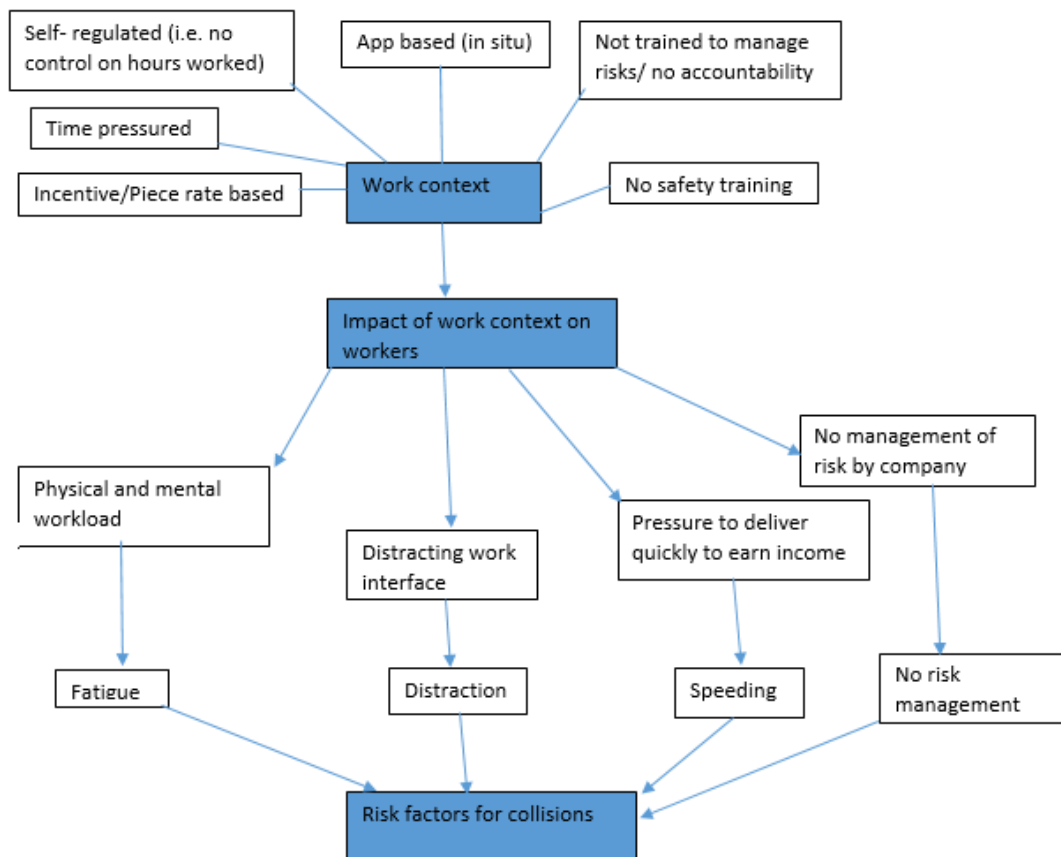 Self- regulated (i.e. no
control on hours worked)
App based (in situ)
Not trained to manage
risks/ no accountability
Time pressured
Incentive/Piece rate based
Work context
No safety training
Impact of work context on
workers
No management of
risk by company
Physical and mental
workload
Pressure to deliver
quickly to earn income
Distracting work
interface
Fatigue
Distraction
Speeding
No risk
management
Risk factors for collisions